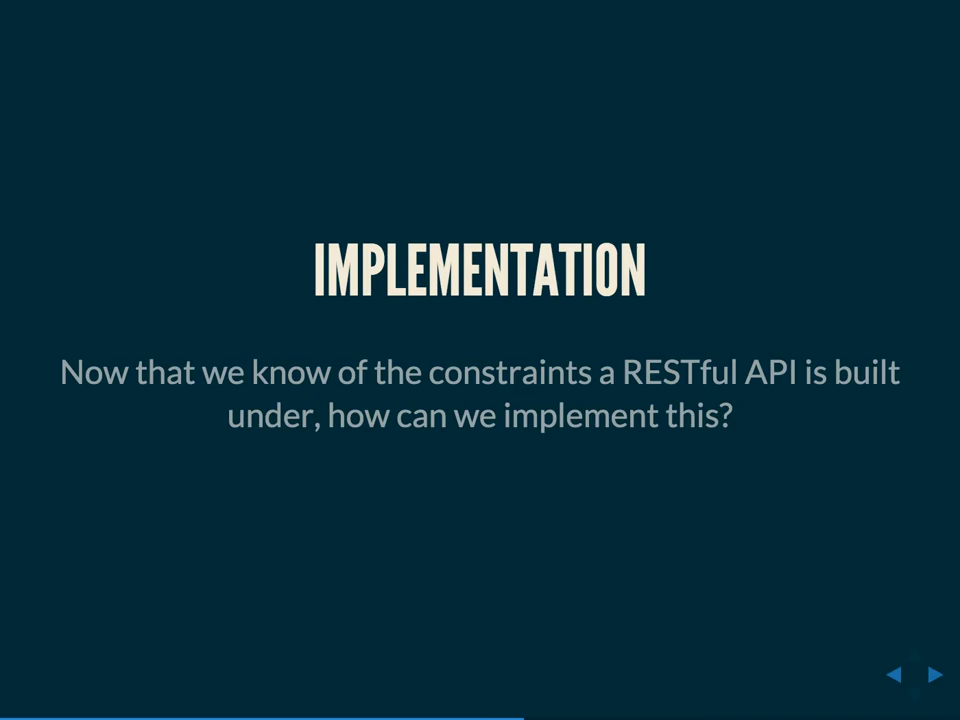 IMPLEMENTATION
Now that we know of the constraints a RESTful API is built
under, how can we implement this?